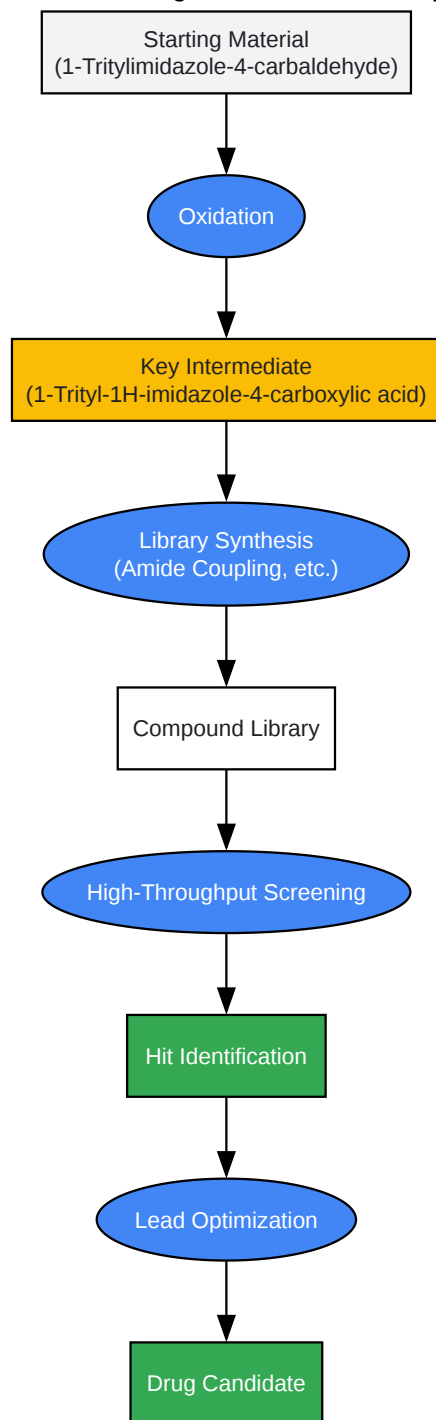 Starting Material
(1-Tritylimidazole-4-carbaldehyde)
Oxidation
Key Intermediate
(1-Trityl-1H-imidazole-4-carboxylic acid)
Library Synthesis
(Amide Coupling, etc.)
Compound Library
High-Throughput Screening
Hit Identification
Lead Optimization
Drug Candidate